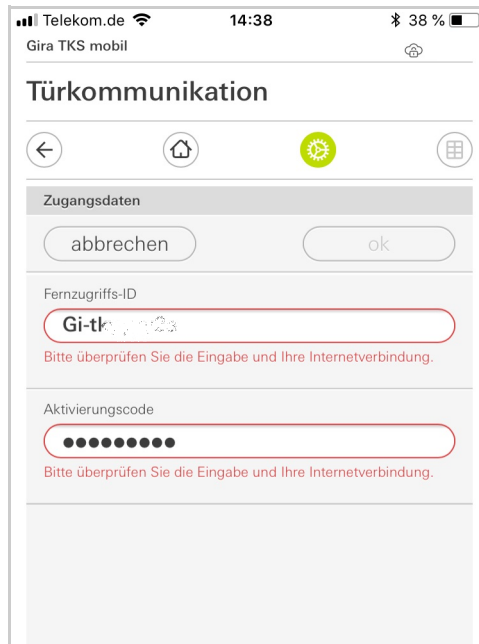 Telekom.de 14:38 38 %
Gira TKS mobil
Türkommunikation
Zugangsdaten
abbrechen ok
Fernzugriffs-ID
Bitte überprüfen Sie die Eingabe und Ihre Internetverbindung.
Aktivierungscode
●●●●●●●●●
Bitte überprüfen Sie die Eingabe und Ihre Internetverbindung.